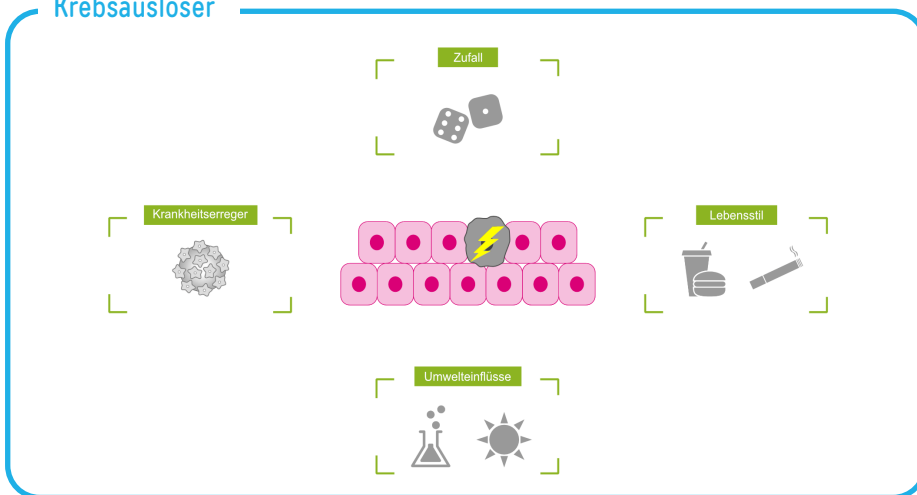 Krebsauslöser
Zufall
Krankheitserreger
Lebensstil
Umwelteinflüsse